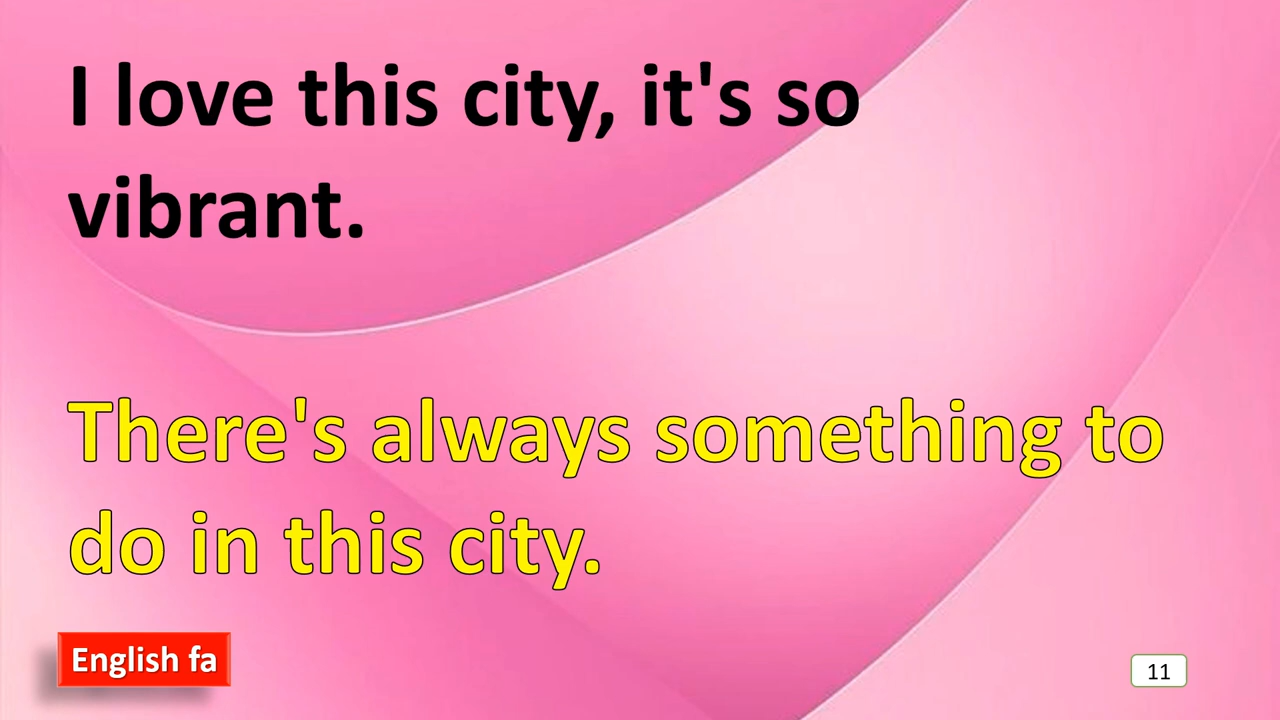 I love this city, it's so
vibrant.
There's always something to
do in this city.
English fa
11